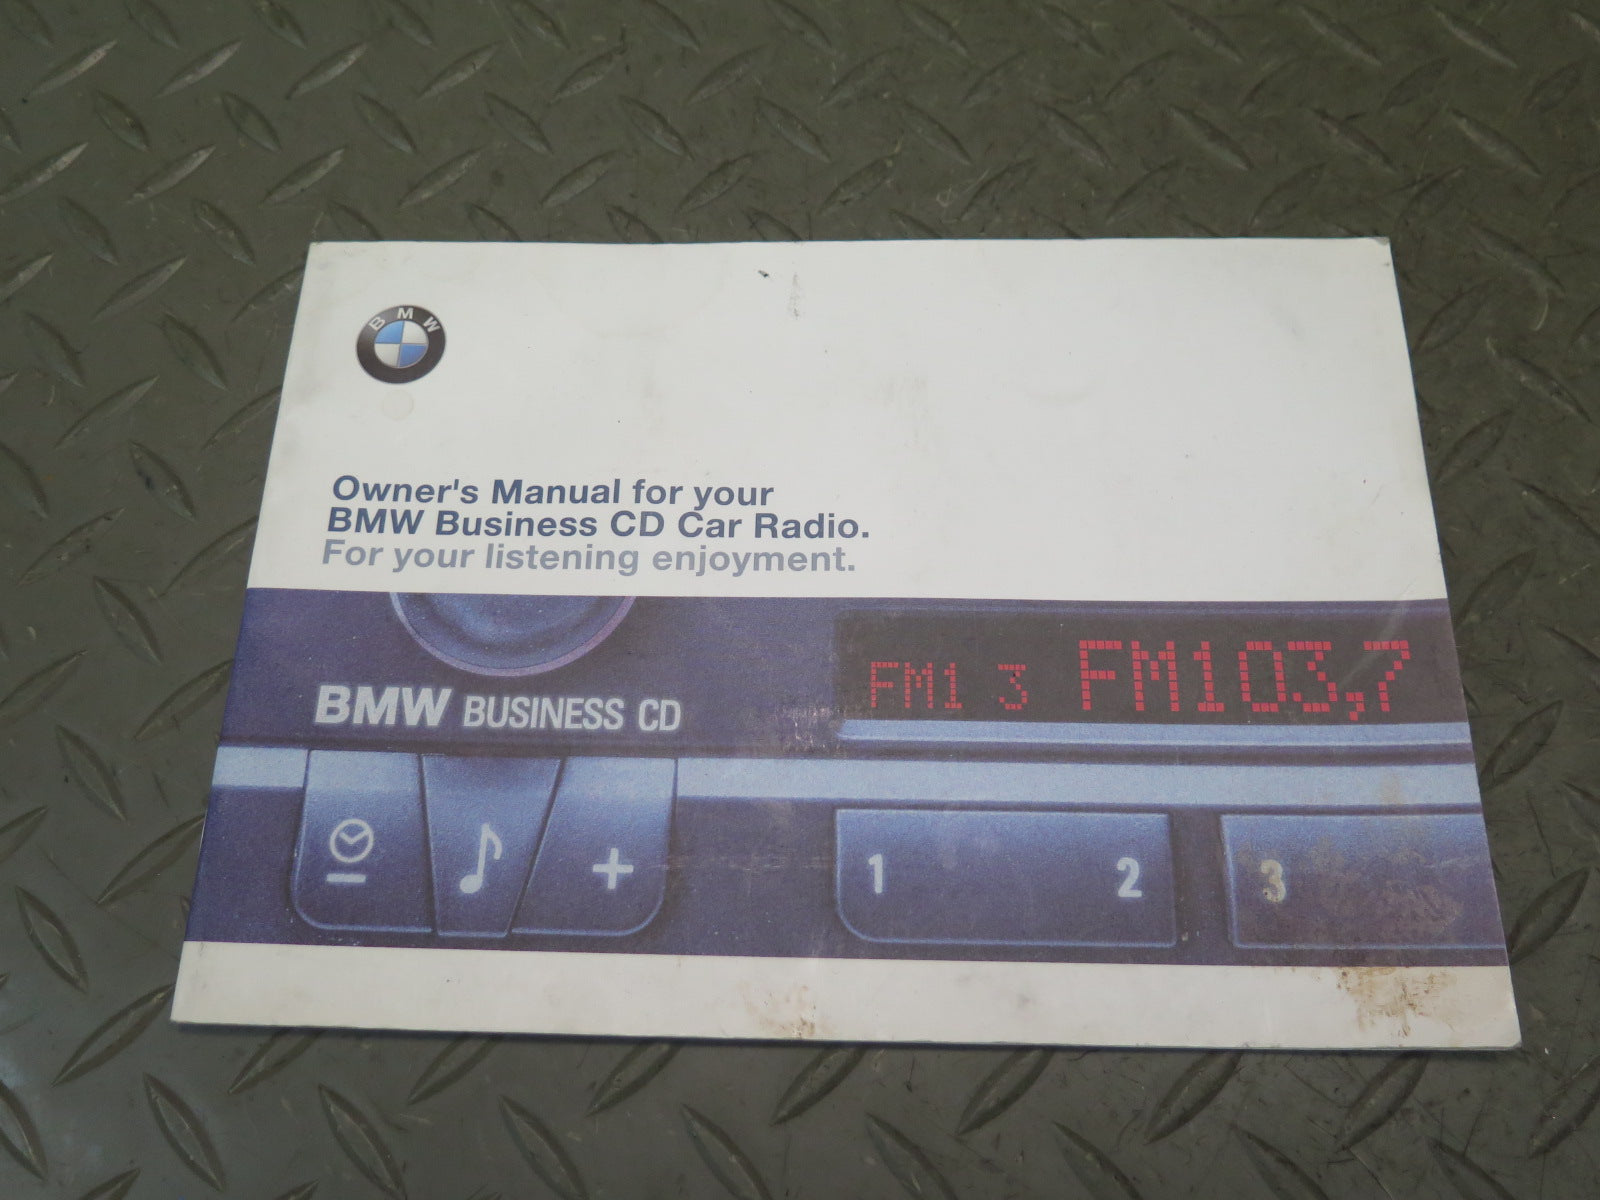 BMW
Owner's Manual for your
BMW Business CD Car Radio.
For your listening enjoyment.
FM1 3 FM103,7
BMW BUSINESS CD
1 2 3